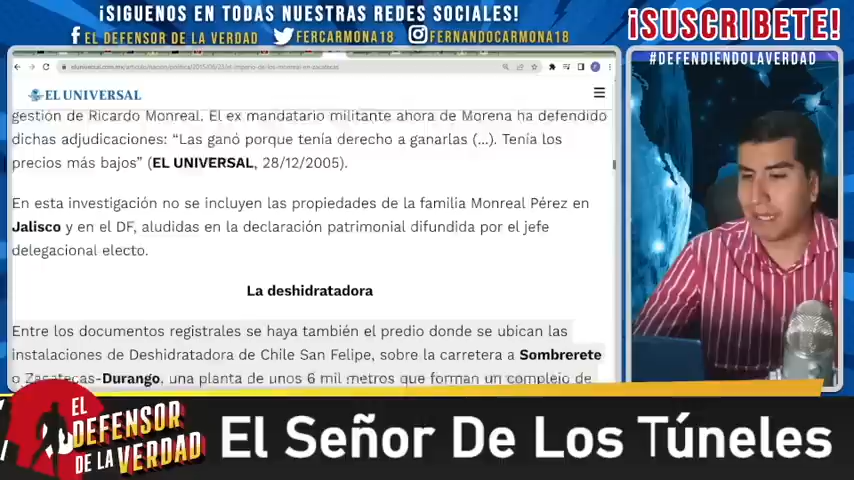 ¡SIGUENOS EN TODAS NUESTRAS REDES SOCIALES!
EL DEFENSOR DE LA VERDAD
FERCARMONA18
FERNANDOCARMONA18
¡SUSCRIBETE!
#DEFENDIENDOLAVERDAD
EL UNIVERSAL
gestión de Ricardo Monreal. El ex mandatario militante ahora de Morena ha defendido
dichas adjudicaciones: “Las ganó porque tenía derecho a ganarlas (...). Tenía los
precios más bajos” (EL UNIVERSAL, 28/12/2005).
En esta investigación no se incluyen las propiedades de la familia Monreal Pérez en
Jalisco y en el DF, aludidas en la declaración patrimonial difundida por el jefe
delegacional electo.
La deshidratadora
Entre los documentos registrales se haya también el predio donde se ubican las
instalaciones de Deshidratadora de Chile San Felipe, sobre la carretera a Sombrerete
o Zacatecas-Durango, una planta de unos 6 mil metros que forman un complejo de
EL
DEFENSOR
DE LA VERDAD
El Señor De Los Túneles